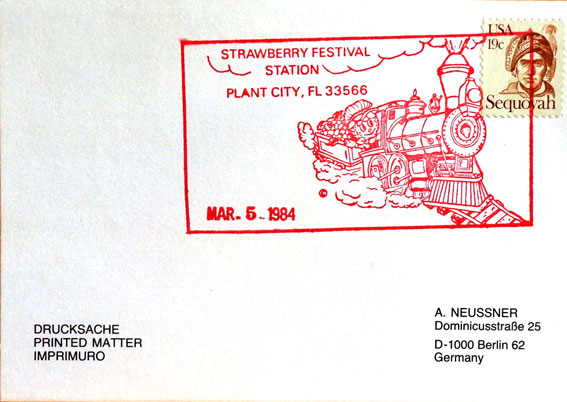 STRAWBERRY FESTIVAL
STATION
PLANT CITY, FL 33566
©
MAR. 5 - 1984
USA
19c
Sequoyah
DRUCKSACHE
PRINTED MATTER
IMPRIMURO
A. NEUSSNER
Dominicusstraße 25
D-1000 Berlin 62
Germany